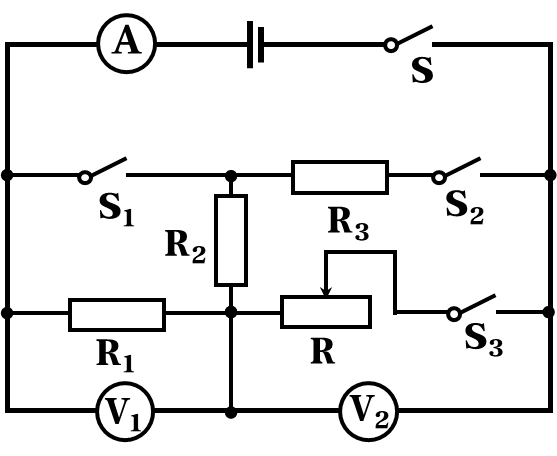 A
S
S₁
R₃
S₂
R₂
R₁
R
S₃
V₁
V₂